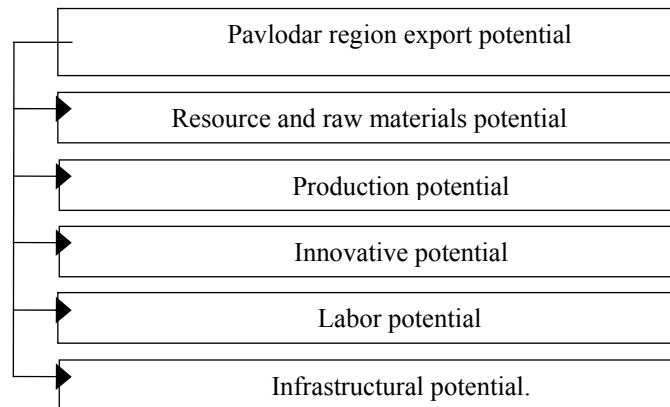 Pavlodar region export potential
Resource and raw materials potential
Production potential
Innovative potential
Labor potential
Infrastructural potential.